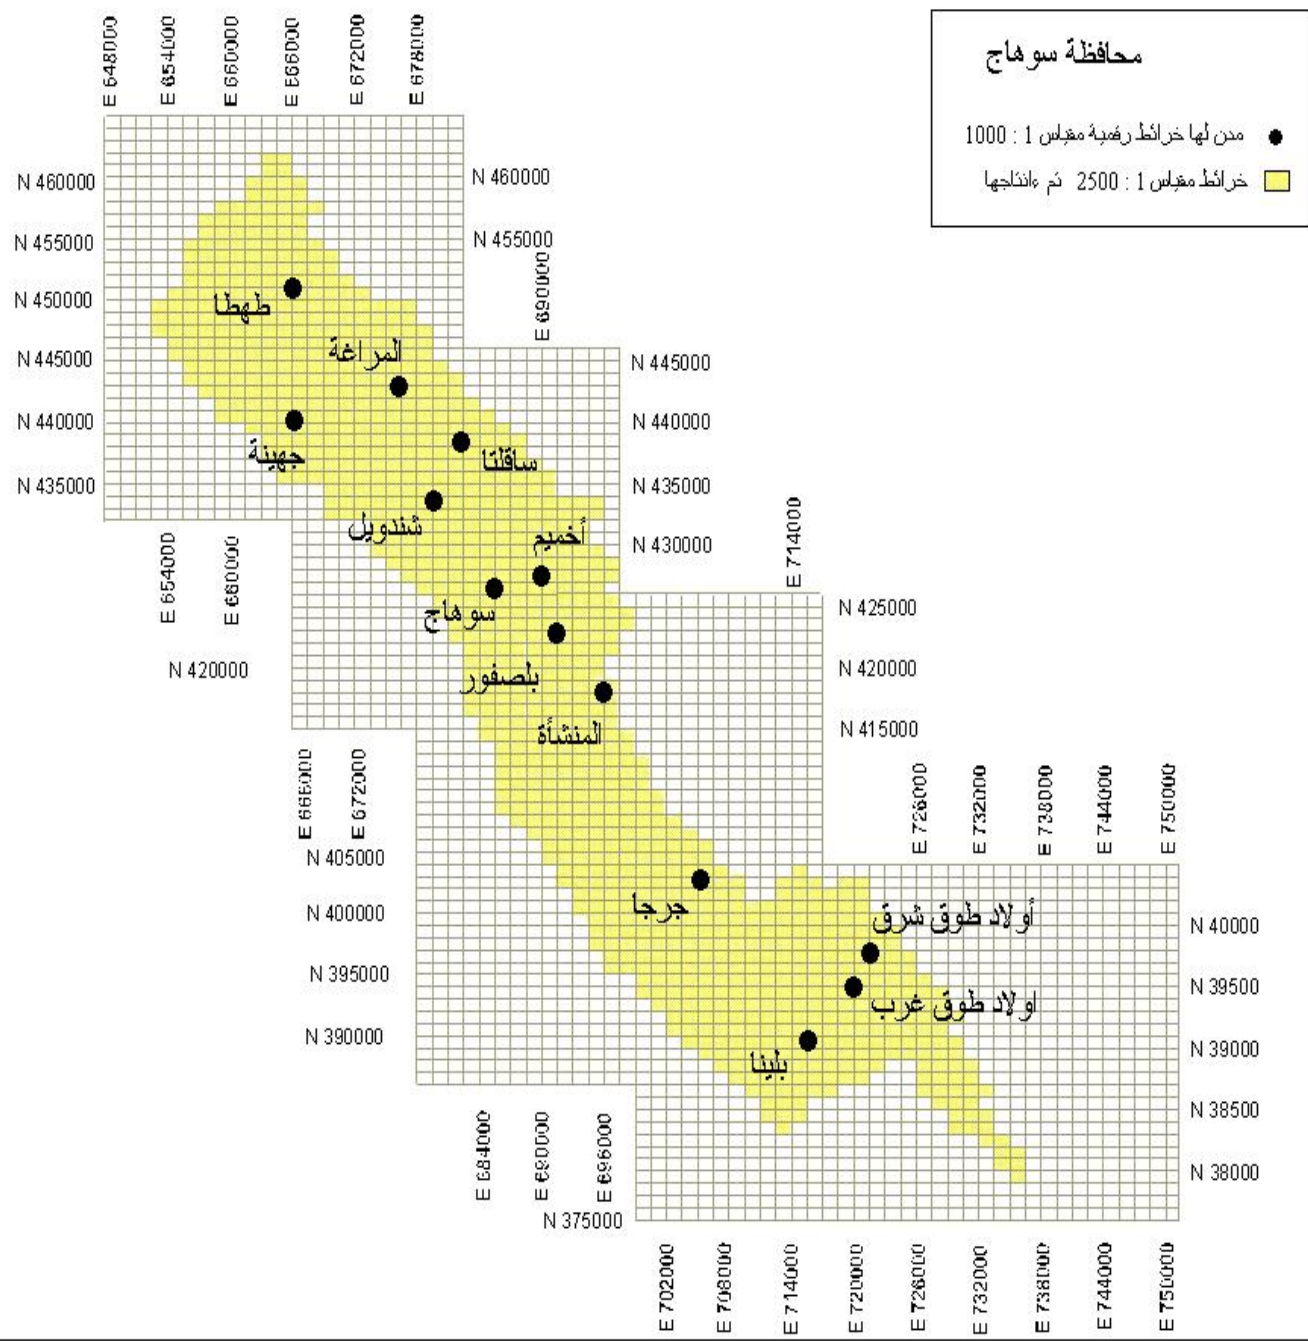 E 648000
E 654000
E 660000
E 666000
E 672000
E 678000
محافظة سوهاج
مدن لها خرائط رقمية مقياس 1 : 1000
خرائط مقياس 1 : 2500 تم ءانتاجها
N 460000
N 460000
N 455000
N 455000
E 690000
N 450000
طهطا
المراغة
N 445000
N 445000
N 440000
N 440000
جهينة
ساقلتا
N 435000
N 435000
شندويل
أخميم
E 714000
N 430000
E 654000
E 660000
سوهاج
N 425000
N 420000
بلصفور
N 420000
المنشأة
N 415000
E 666000
E 672000
E 726000
E 732000
E 738000
E 744000
E 750000
N 405000
جرجا
N 400000
أولاد طوق شرق
N 40000
N 395000
اولاد طوق غرب
N 39500
N 390000
بلينا
N 39000
N 38500
E 684000
E 690000
E 696000
N 38000
N 375000
E 702000
E 708000
E 714000
E 720000
E 726000
E 732000
E 738000
E 744000
E 750000